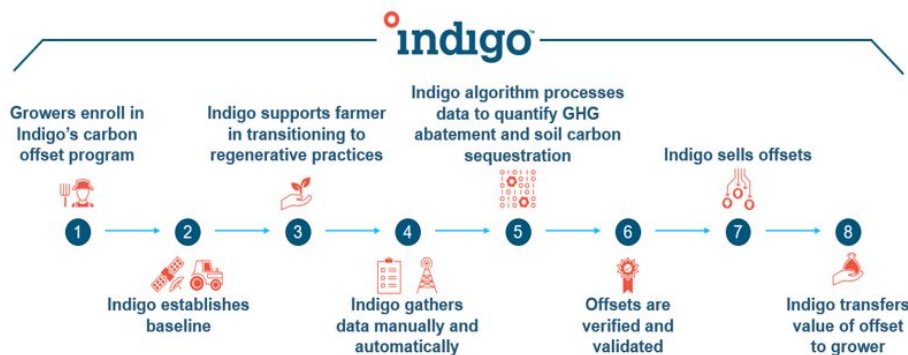 indigo™
Growers enroll in
Indigo's carbon
offset program
1
Indigo establishes
baseline
2
Indigo supports farmer
in transitioning to
regenerative practices
3
Indigo gathers
data manually and
automatically
4
Indigo algorithm processes
data to quantify GHG
abatement and soil carbon
sequestration
5
Offsets are
verified and
validated
6
Indigo sells offsets
7
Indigo transfers
value of offset
to grower
8